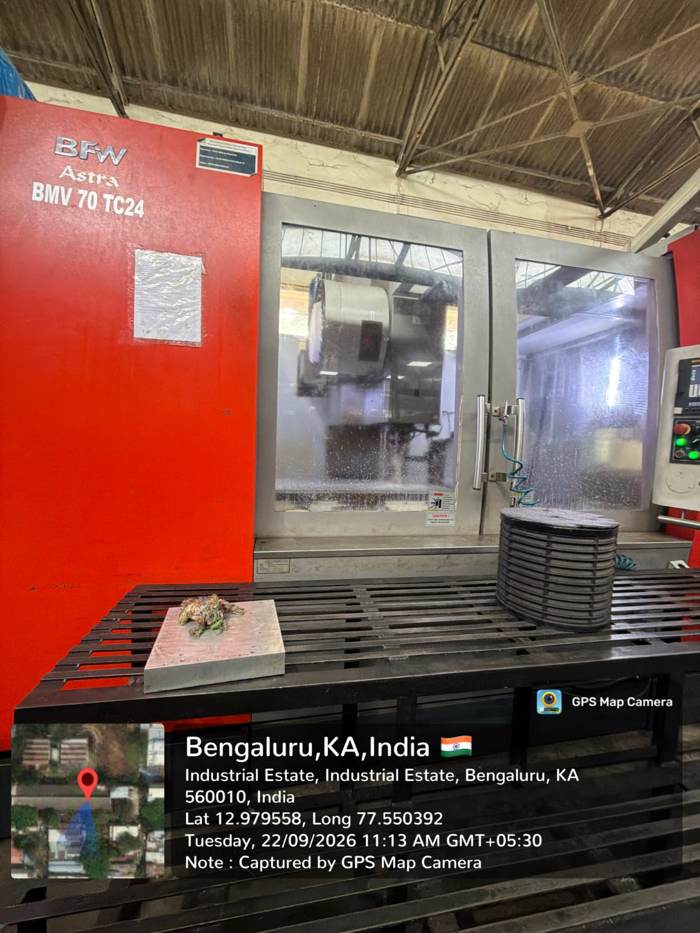 BFW
Astra
BMV 70 TC24
GPS Map Camera
Bengaluru,KA,India
Industrial Estate, Industrial Estate, Bengaluru, KA
560010, India
Lat 12.979558, Long 77.550392
Tuesday, 22/09/2026 11:13 AM GMT+05:30
Note : Captured by GPS Map Camera